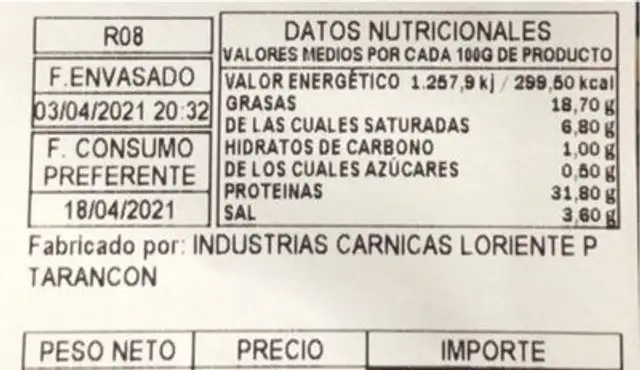 R08
F.ENVASADO
03/04/2021 20:32
F. CONSUMO
PREFERENTE
18/04/2021
DATOS NUTRICIONALES
VALORES MEDIOS POR CADA 100G DE PRODUCTO
VALOR ENERGÉTICO 1.257,9 kj / 299,50 kcal
GRASAS 18,70 g
DE LAS CUALES SATURADAS 6,80 g
HIDRATOS DE CARBONO 1,00 g
DE LOS CUALES AZÚCARES 0,50 g
PROTEINAS 31,80 g
SAL 3,60 g
Fabricado por: INDUSTRIAS CARNICAS LORIENTE P
TARANCON
PESO NETO PRECIO IMPORTE